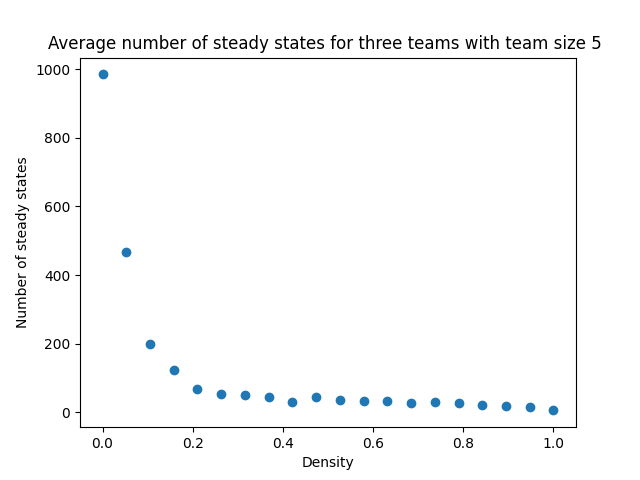 Average number of steady states for three teams with team size 5
1000
800
600
400
200
0
Number of steady states
0.0 0.2 0.4 0.6 0.8 1.0
Density